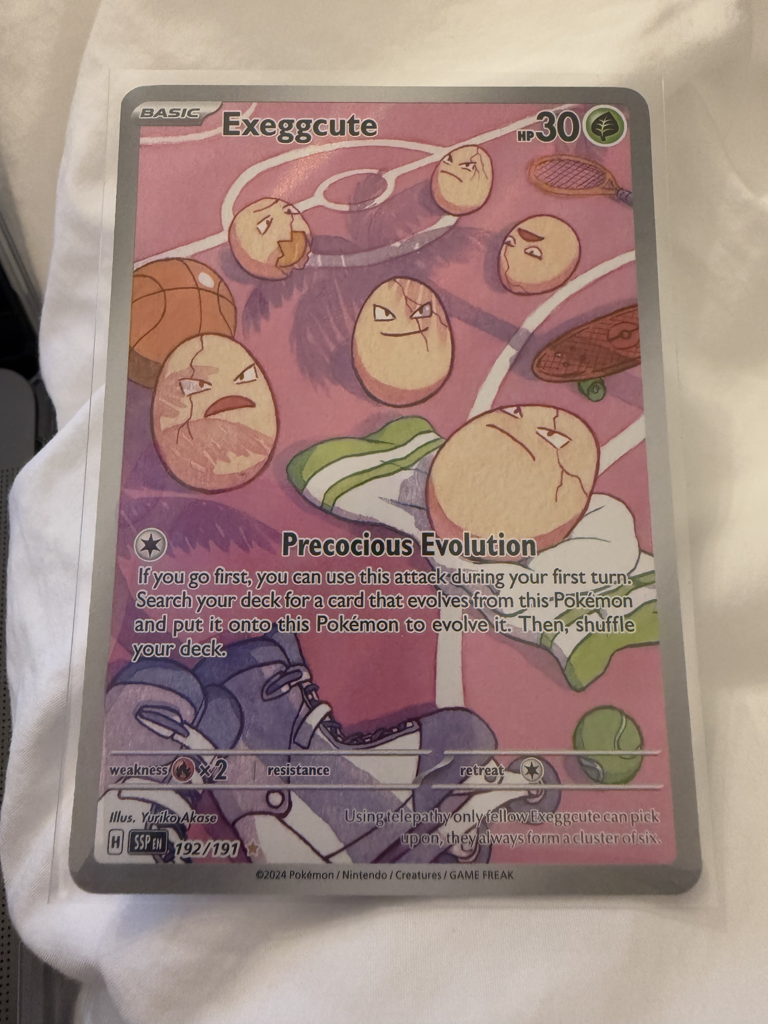 BASIC Exeggcute HP 30
Precocious Evolution
If you go first, you can use this attack during your first turn.
Search your deck for a card that evolves from this Pokémon
and put it onto this Pokémon to evolve it. Then, shuffle
your deck.
weakness ×2 resistance retreat
Illus. Yuriko Akase
Using telepathy only fellow Exeggcute can pick
up on, they always form a cluster of six.
H SSP EN 192/191
©2024 Pokémon / Nintendo / Creatures / GAME FREAK